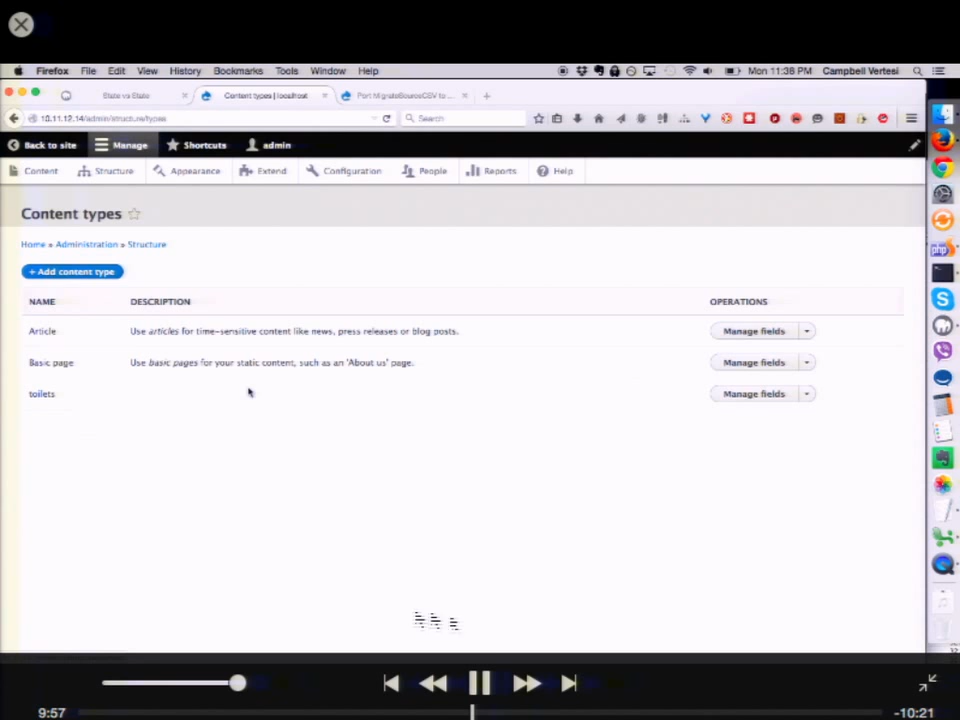 Firefox File Edit View History Bookmarks Tools Window Help Mon 11:36 PM Campbell Vertesi
State vs State Content types | localhost Port MigrateSourceCSV to ...
10.11.12.14/admin/structure/types Search
Back to site Manage Shortcuts admin
Content Structure Appearance Extend Configuration People Reports Help
Content types
Home » Administration » Structure
+ Add content type
NAME DESCRIPTION OPERATIONS
Article Use articles for time-sensitive content like news, press releases or blog posts. Manage fields
Basic page Use basic pages for your static content, such as an 'About us' page. Manage fields
toilets Manage fields
9:57 -10:21